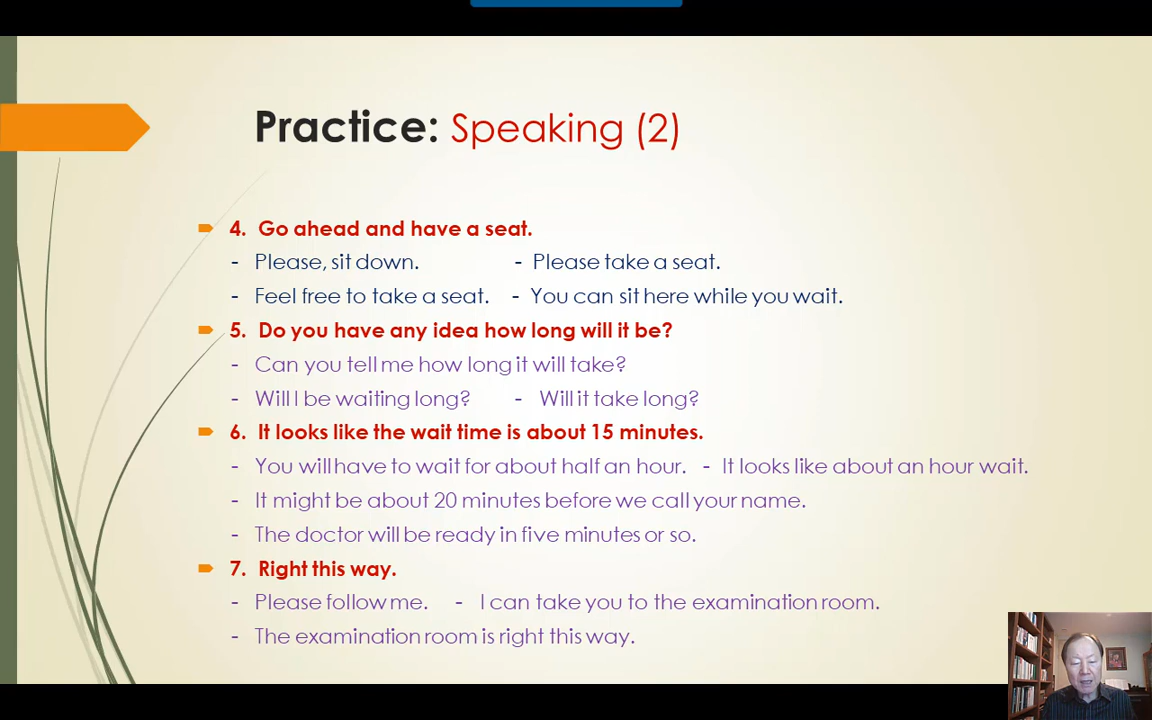 Practice: Speaking (2)
4. Go ahead and have a seat.
- Please, sit down. - Please take a seat.
- Feel free to take a seat. - You can sit here while you wait.
5. Do you have any idea how long will it be?
- Can you tell me how long it will take?
- Will I be waiting long? - Will it take long?
6. It looks like the wait time is about 15 minutes.
- You will have to wait for about half an hour. - It looks like about an hour wait.
- It might be about 20 minutes before we call your name.
- The doctor will be ready in five minutes or so.
7. Right this way.
- Please follow me. - I can take you to the examination room.
- The examination room is right this way.